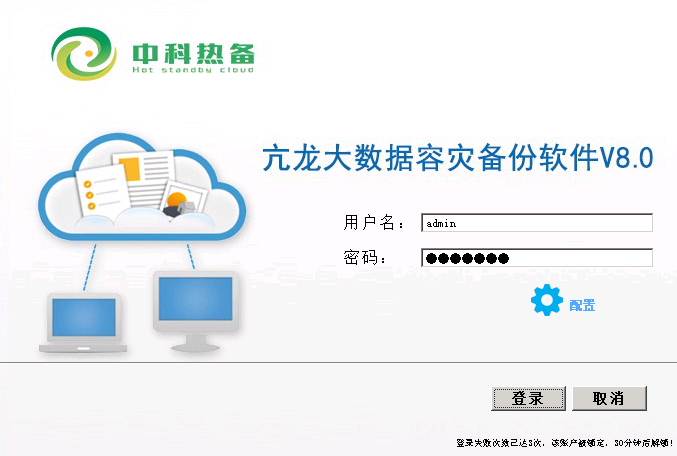 中科热备
Hot standby cloud
亢龙大数据容灾备份软件V8.0
用户名： admin
密码： ●●●●●●●
配置
登录 取消
登录失败次数已达3次，该账户被锁定，30分钟后解锁！